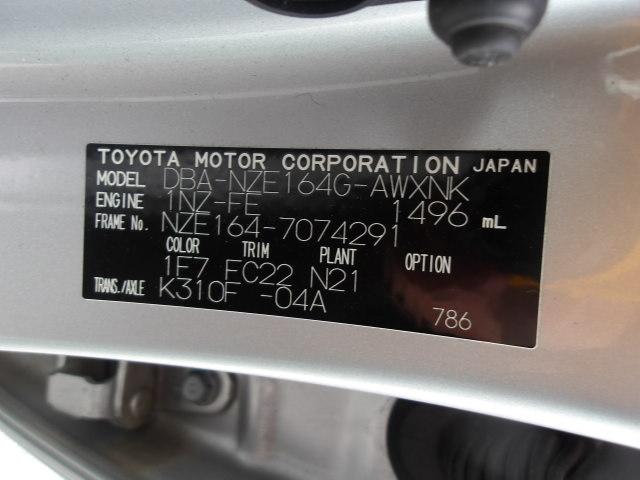 TOYOTA MOTOR CORPORATION JAPAN
MODEL DBA-NZE164G-AWXNK
ENGINE 1NZ-FE 1496 mL
FRAME No. NZE164-7074291
COLOR TRIM PLANT OPTION
1F7 FC22 N21
TRANS./AXLE K310F -04A
786